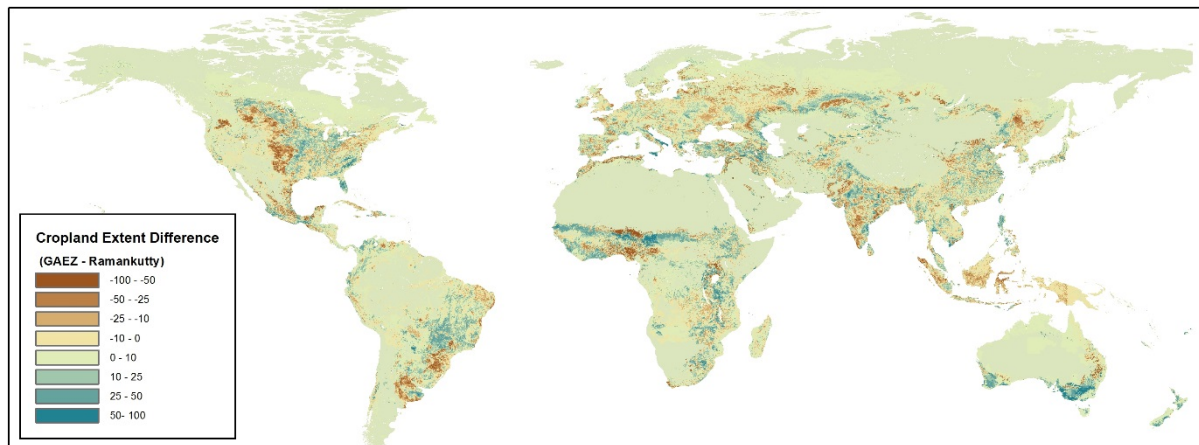 Cropland Extent Difference
(GAEZ - Ramankutty)
-100 - -50
-50 - -25
-25 - -10
-10 - 0
0 - 10
10 - 25
25 - 50
50- 100